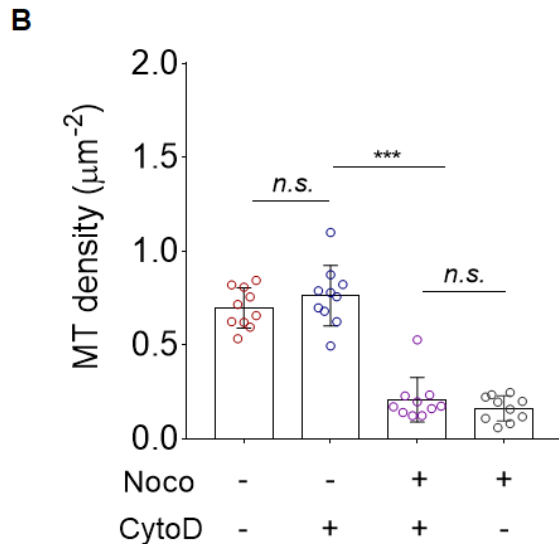 B
MT density (μm⁻²)
2.0
1.5
1.0
0.5
0.0
n.s.
***
n.s.
Noco - - + +
CytoD - + + -